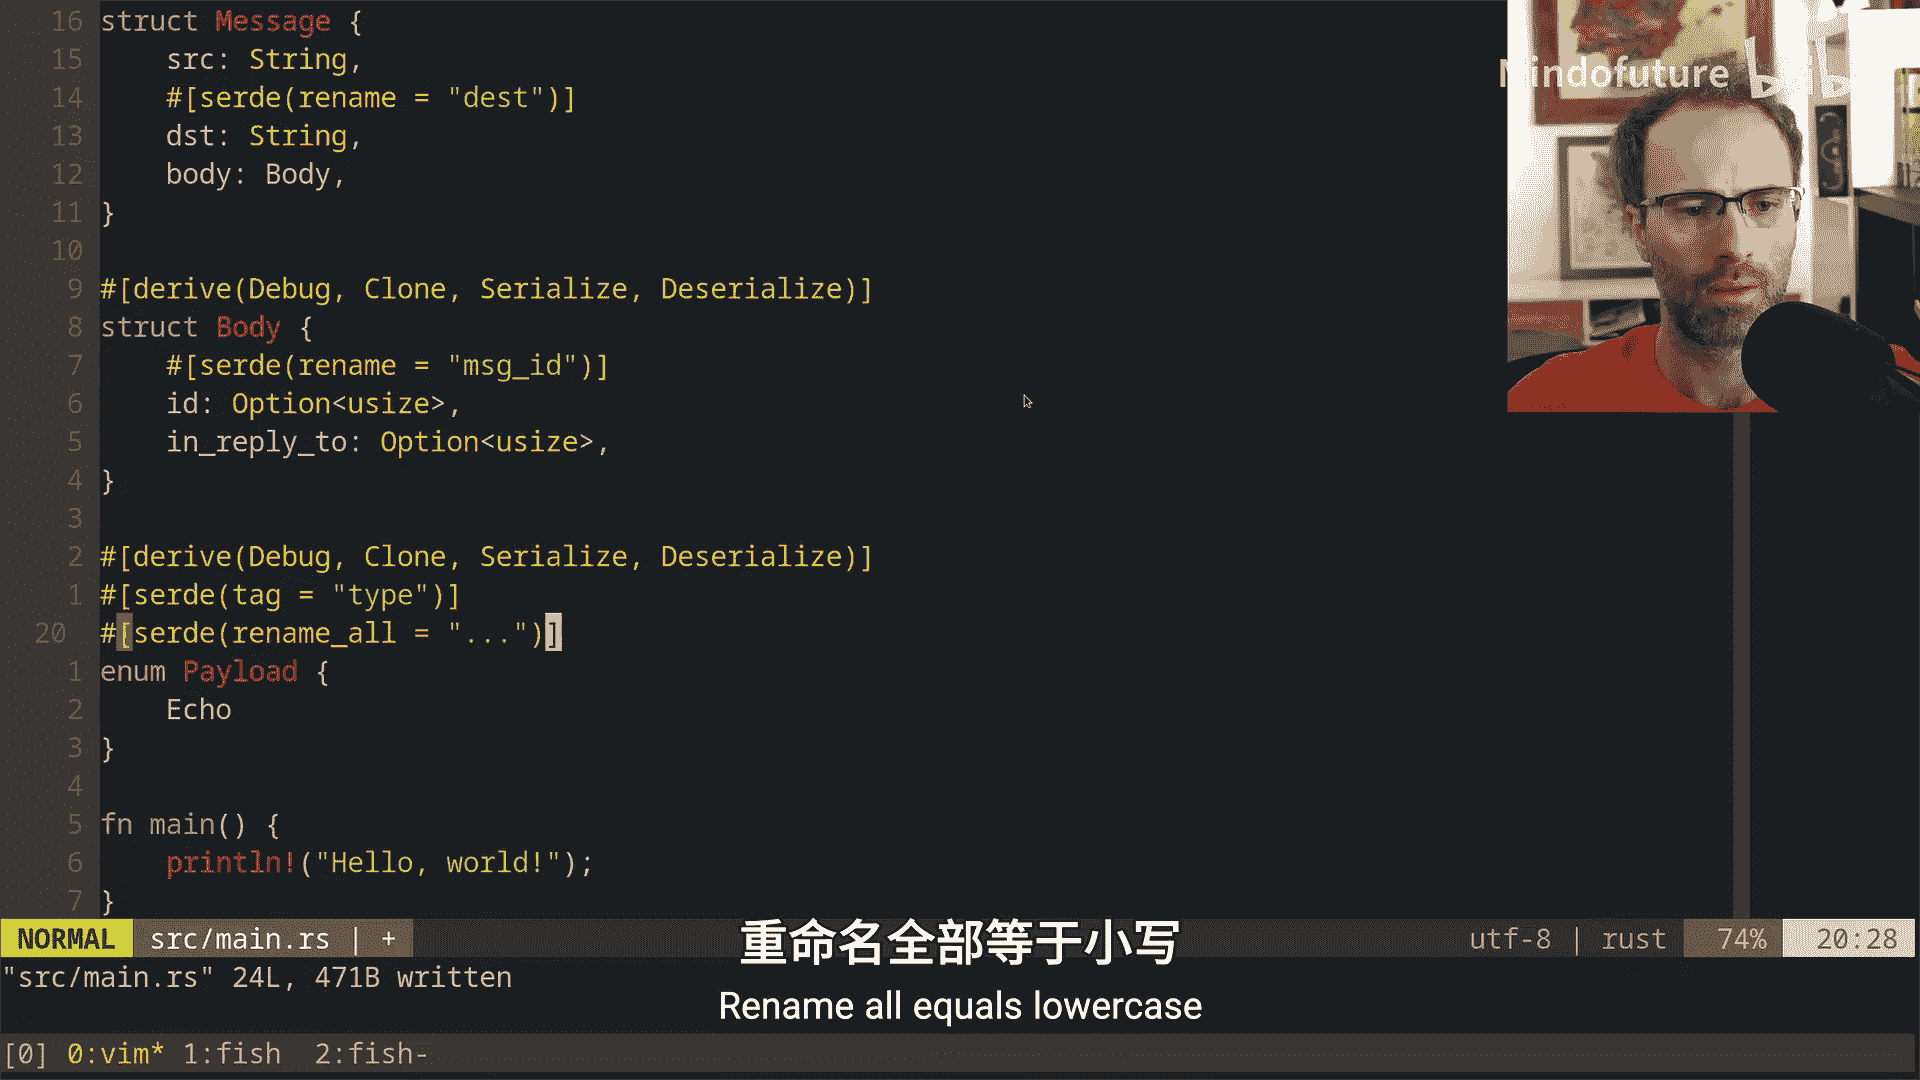 16 struct Message {
15     src: String,
14     #[serde(rename = "dest")]
13     dst: String,
12     body: Body,
11 }
10
9 #[derive(Debug, Clone, Serialize, Deserialize)]
8 struct Body {
7     #[serde(rename = "msg_id")]
6     id: Option<usize>,
5     in_reply_to: Option<usize>,
4 }
3
2 #[derive(Debug, Clone, Serialize, Deserialize)]
1 #[serde(tag = "type")]
20 #[serde(rename_all = "...")]
1 enum Payload {
2     Echo
3 }
4
5 fn main() {
6     println!("Hello, world!");
7 }
Mindofuture
NORMAL src/main.rs | + utf-8 | rust 74% 20:28
"src/main.rs" 24L, 471B written
重命名全部等于小写
Rename all equals lowercase
[0] 0:vim* 1:fish 2:fish-